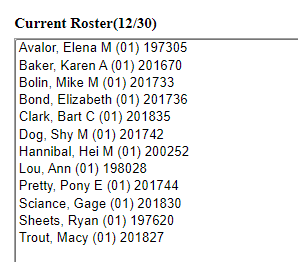 Current Roster(12/30)
Avalor, Elena M (01) 197305
Baker, Karen A (01) 201670
Bolin, Mike M (01) 201733
Bond, Elizabeth (01) 201736
Clark, Bart C (01) 201835
Dog, Shy M (01) 201742
Hannibal, Hei M (01) 200252
Lou, Ann (01) 198028
Pretty, Pony E (01) 201744
Sciance, Gage (01) 201830
Sheets, Ryan (01) 197620
Trout, Macy (01) 201827